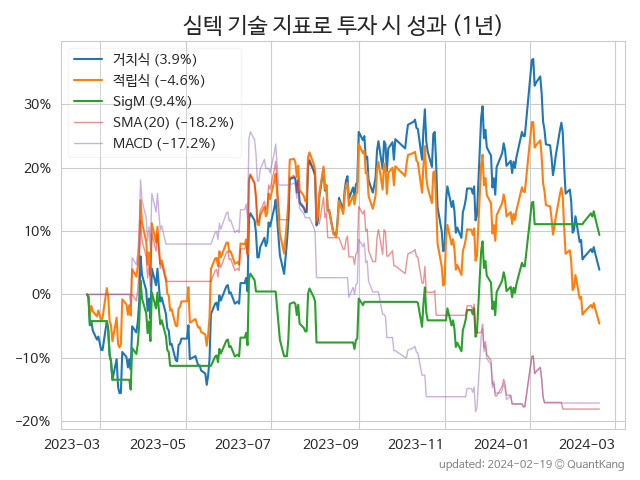 심텍 기술 지표로 투자 시 성과 (1년)
거치식 (3.9%)
적립식 (−4.6%)
SigM (9.4%)
SMA(20) (−18.2%)
MACD (−17.2%)
30%
20%
10%
0%
−10%
−20%
2023-03 2023-05 2023-07 2023-09 2023-11 2024-01 2024-03
updated: 2024-02-19 © QuantKang